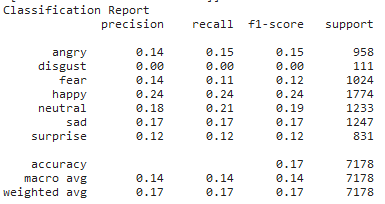 Classification Report
precision recall f1-score support
angry 0.14 0.15 0.15 958
disgust 0.00 0.00 0.00 111
fear 0.14 0.11 0.12 1024
happy 0.24 0.24 0.24 1774
neutral 0.18 0.21 0.19 1233
sad 0.17 0.17 0.17 1247
surprise 0.12 0.12 0.12 831
accuracy 0.17 7178
macro avg 0.14 0.14 0.14 7178
weighted avg 0.17 0.17 0.17 7178